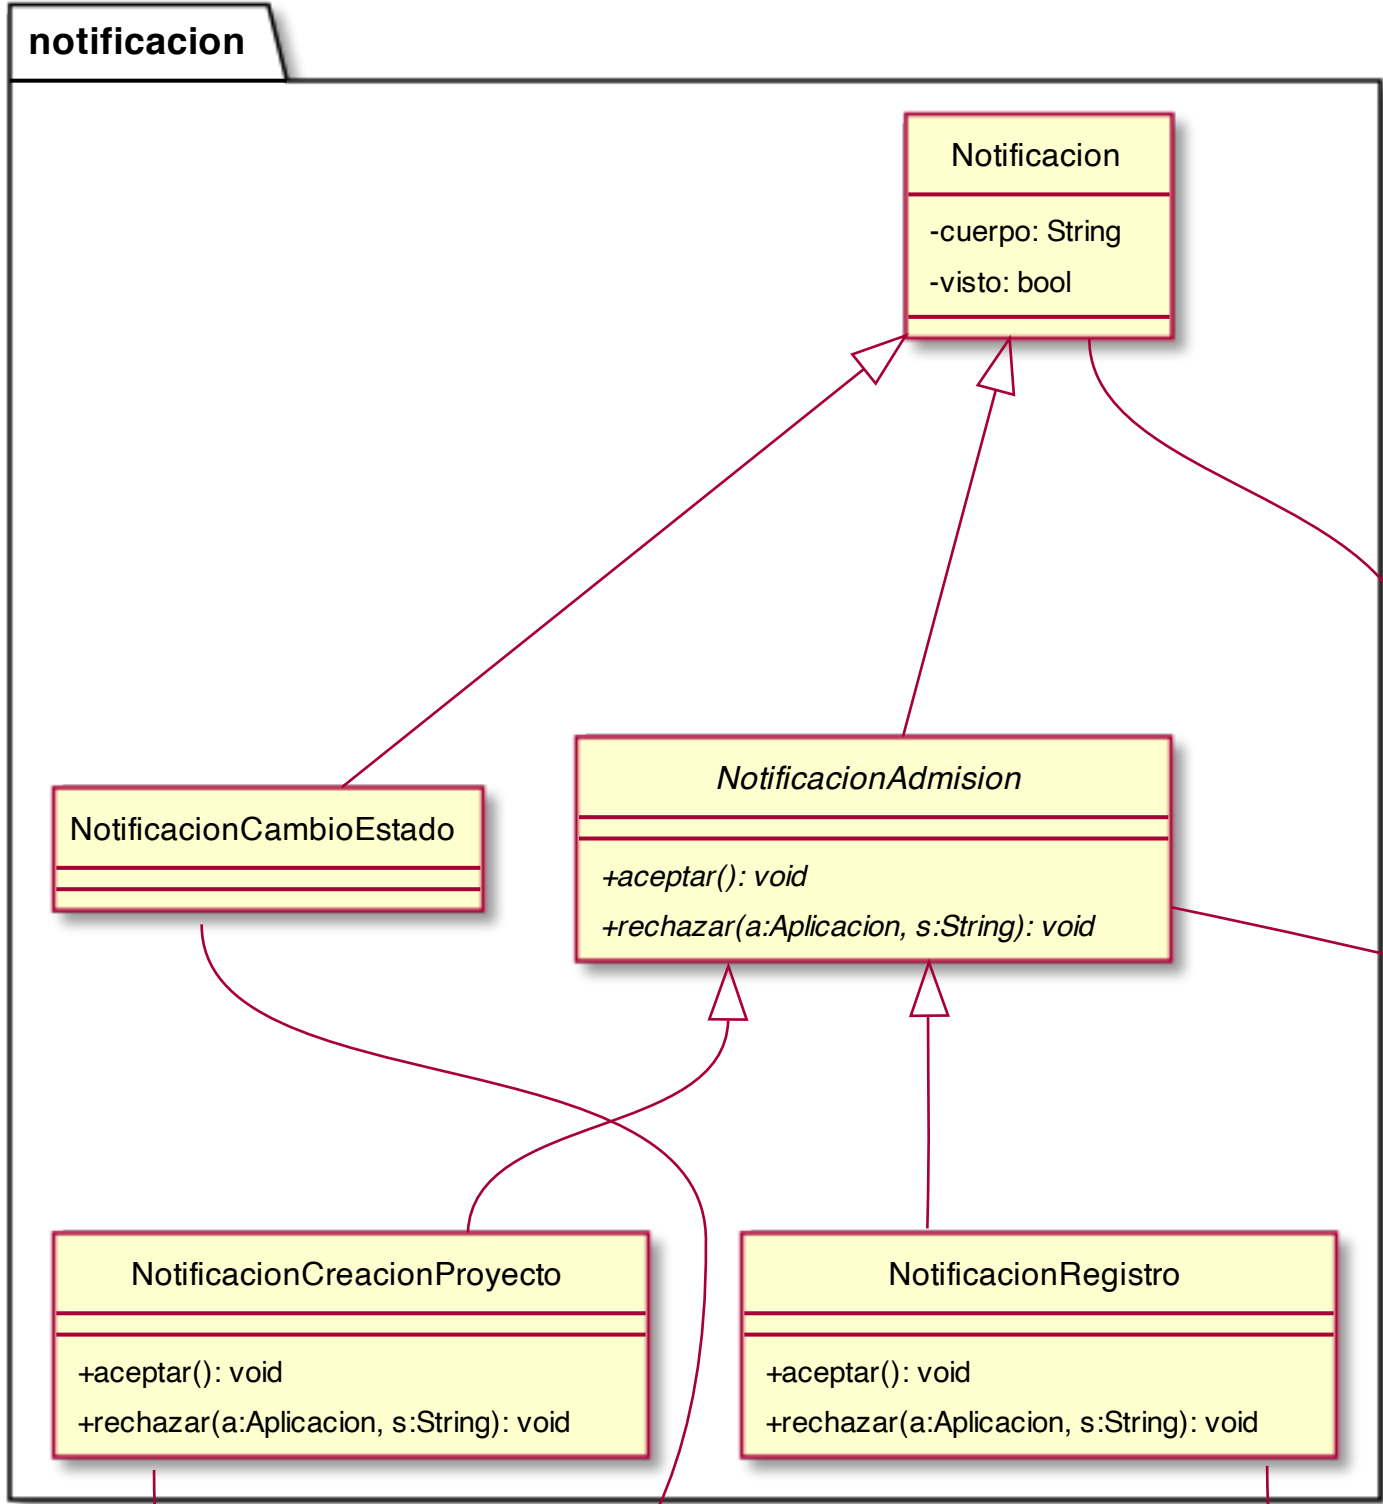 notificacion
Notificacion
-cuerpo: String
-visto: bool
NotificacionCambioEstado
NotificacionAdmision
+aceptar(): void
+rechazar(a:Aplicacion, s:String): void
NotificacionCreacionProyecto
+aceptar(): void
+rechazar(a:Aplicacion, s:String): void
NotificacionRegistro
+aceptar(): void
+rechazar(a:Aplicacion, s:String): void